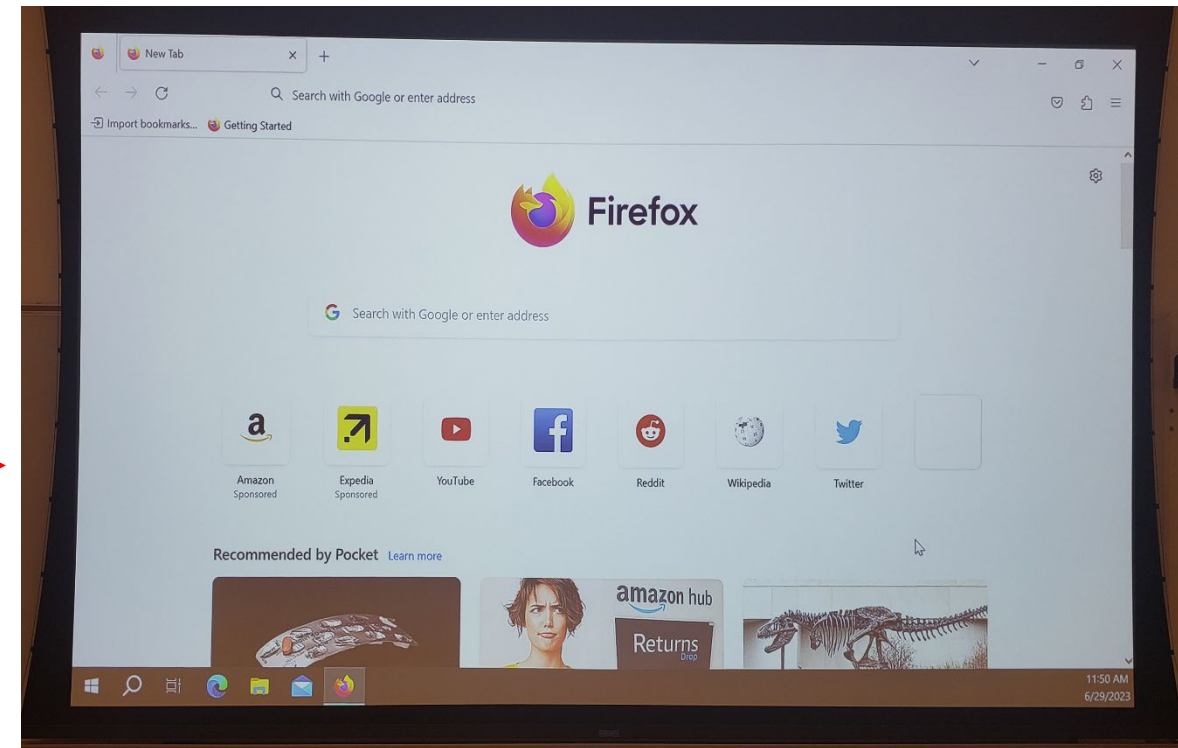 New Tab
Search with Google or enter address
Import bookmarks... Getting Started
Firefox
Search with Google or enter address
a
Amazon Expedia YouTube Facebook Reddit Wikipedia Twitter
Sponsored Sponsored
Recommended by Pocket Learn more
amazon hub
Returns
Drop
11:50 AM
6/29/2023